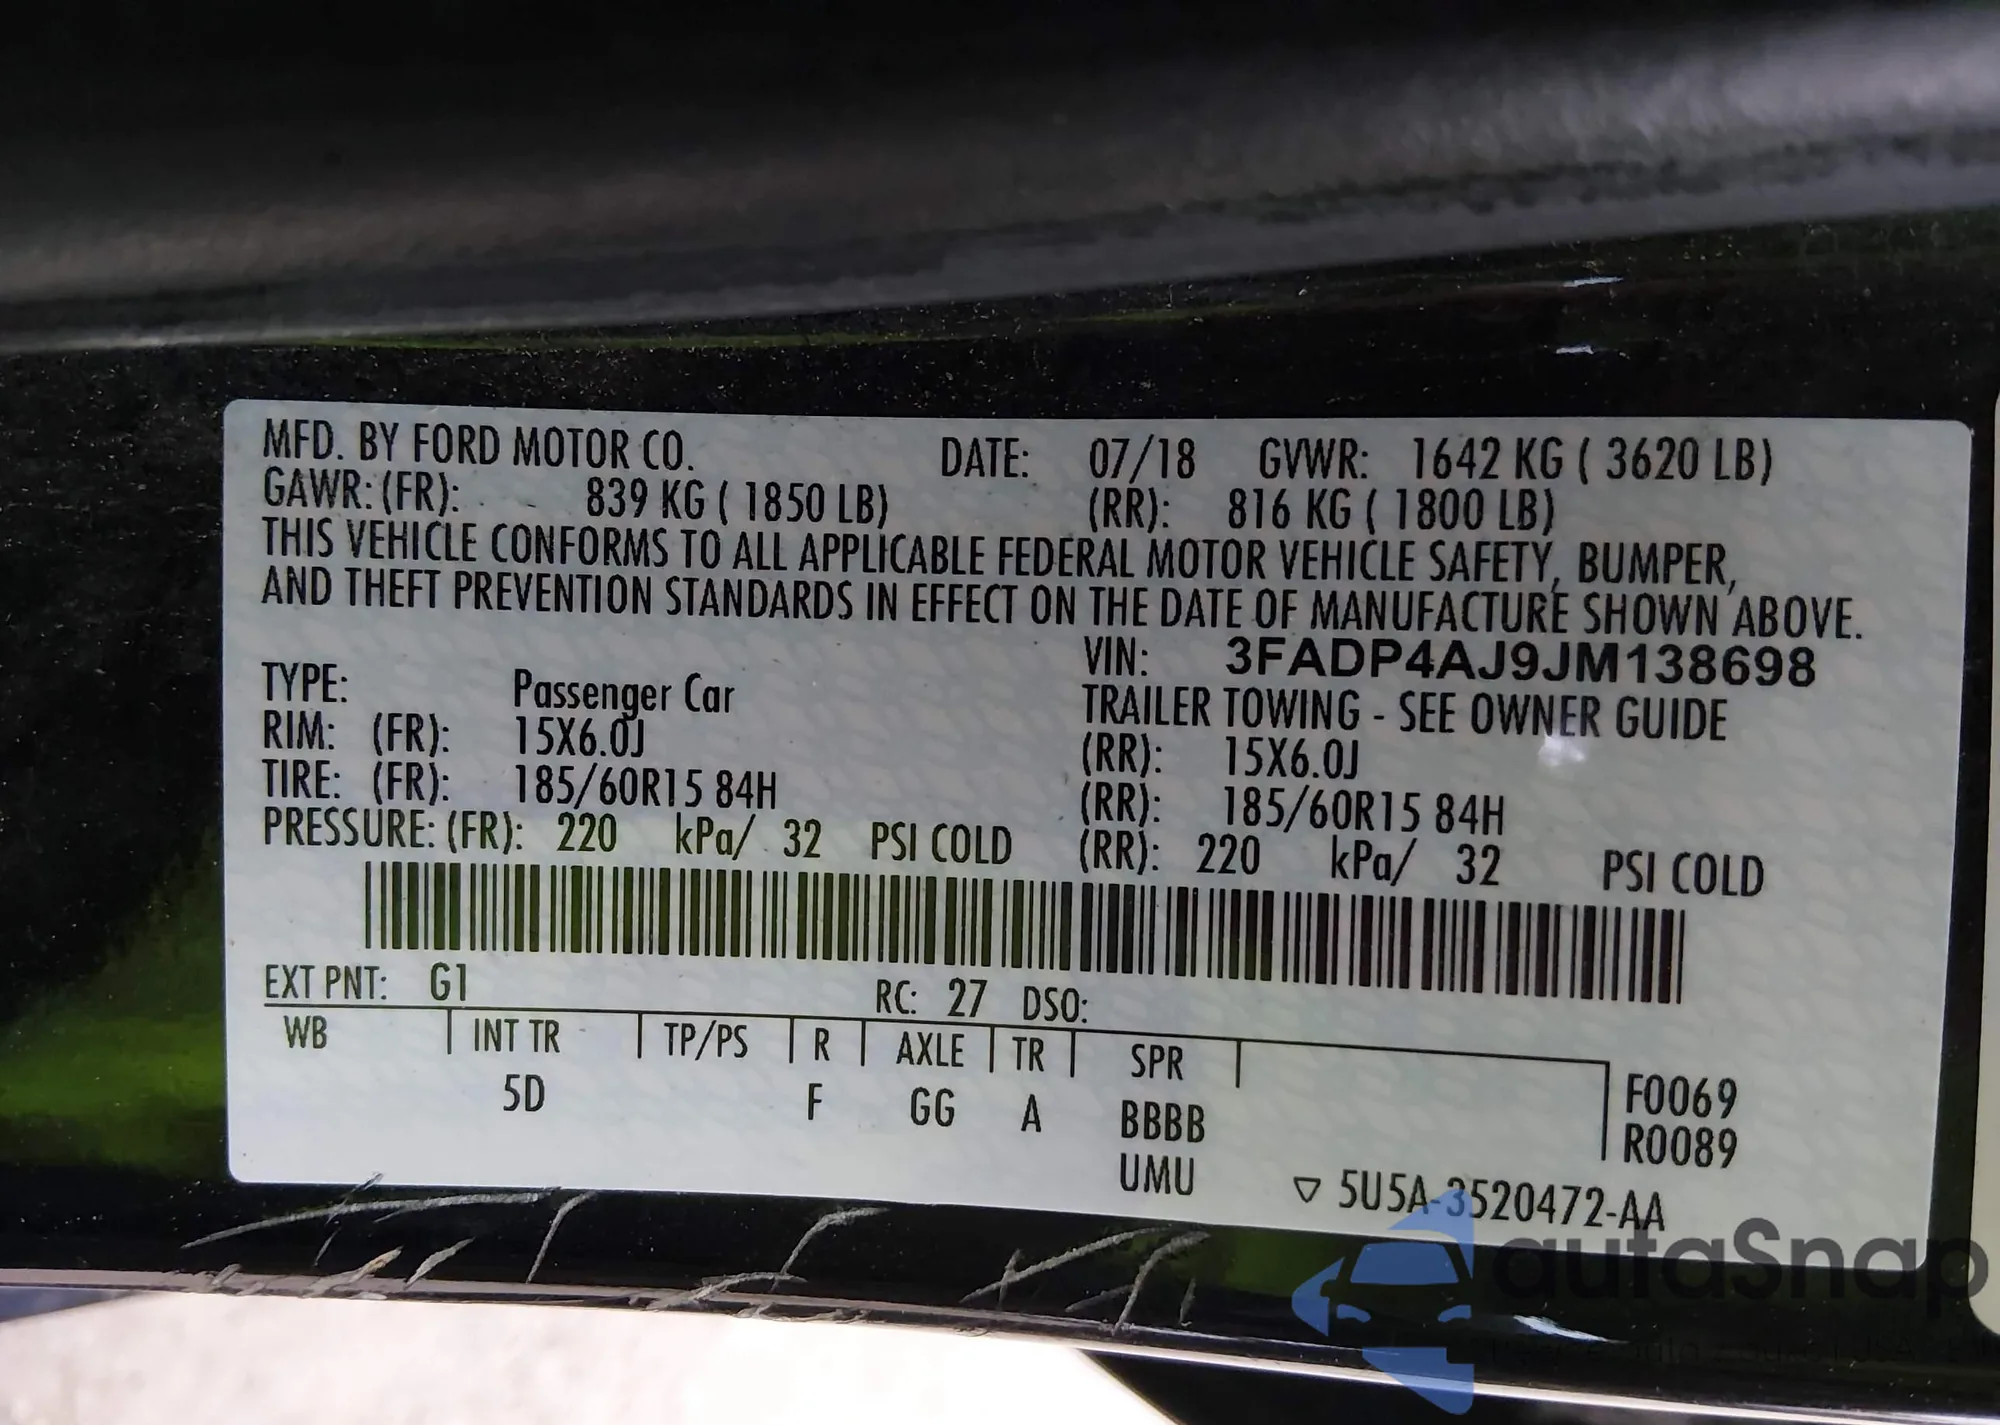 MFD. BY FORD MOTOR CO. DATE: 07/18 GVWR: 1642 KG ( 3620 LB)
GAWR: (FR): 839 KG ( 1850 LB) (RR): 816 KG ( 1800 LB)
THIS VEHICLE CONFORMS TO ALL APPLICABLE FEDERAL MOTOR VEHICLE SAFETY, BUMPER,
AND THEFT PREVENTION STANDARDS IN EFFECT ON THE DATE OF MANUFACTURE SHOWN ABOVE.
VIN: 3FADP4AJ9JM138698
TYPE: Passenger Car TRAILER TOWING - SEE OWNER GUIDE
RIM: (FR): 15X6.0J (RR): 15X6.0J
TIRE: (FR): 185/60R15 84H (RR): 185/60R15 84H
PRESSURE: (FR): 220 kPa/ 32 PSI COLD (RR): 220 kPa/ 32 PSI COLD
EXT PNT: G1 RC: 27 DSO:
WB INT TR TP/PS R AXLE TR SPR
5D F GG A BBBB F0069
UMU R0089
▽ 5U5A-3520472-AA
autoSnap